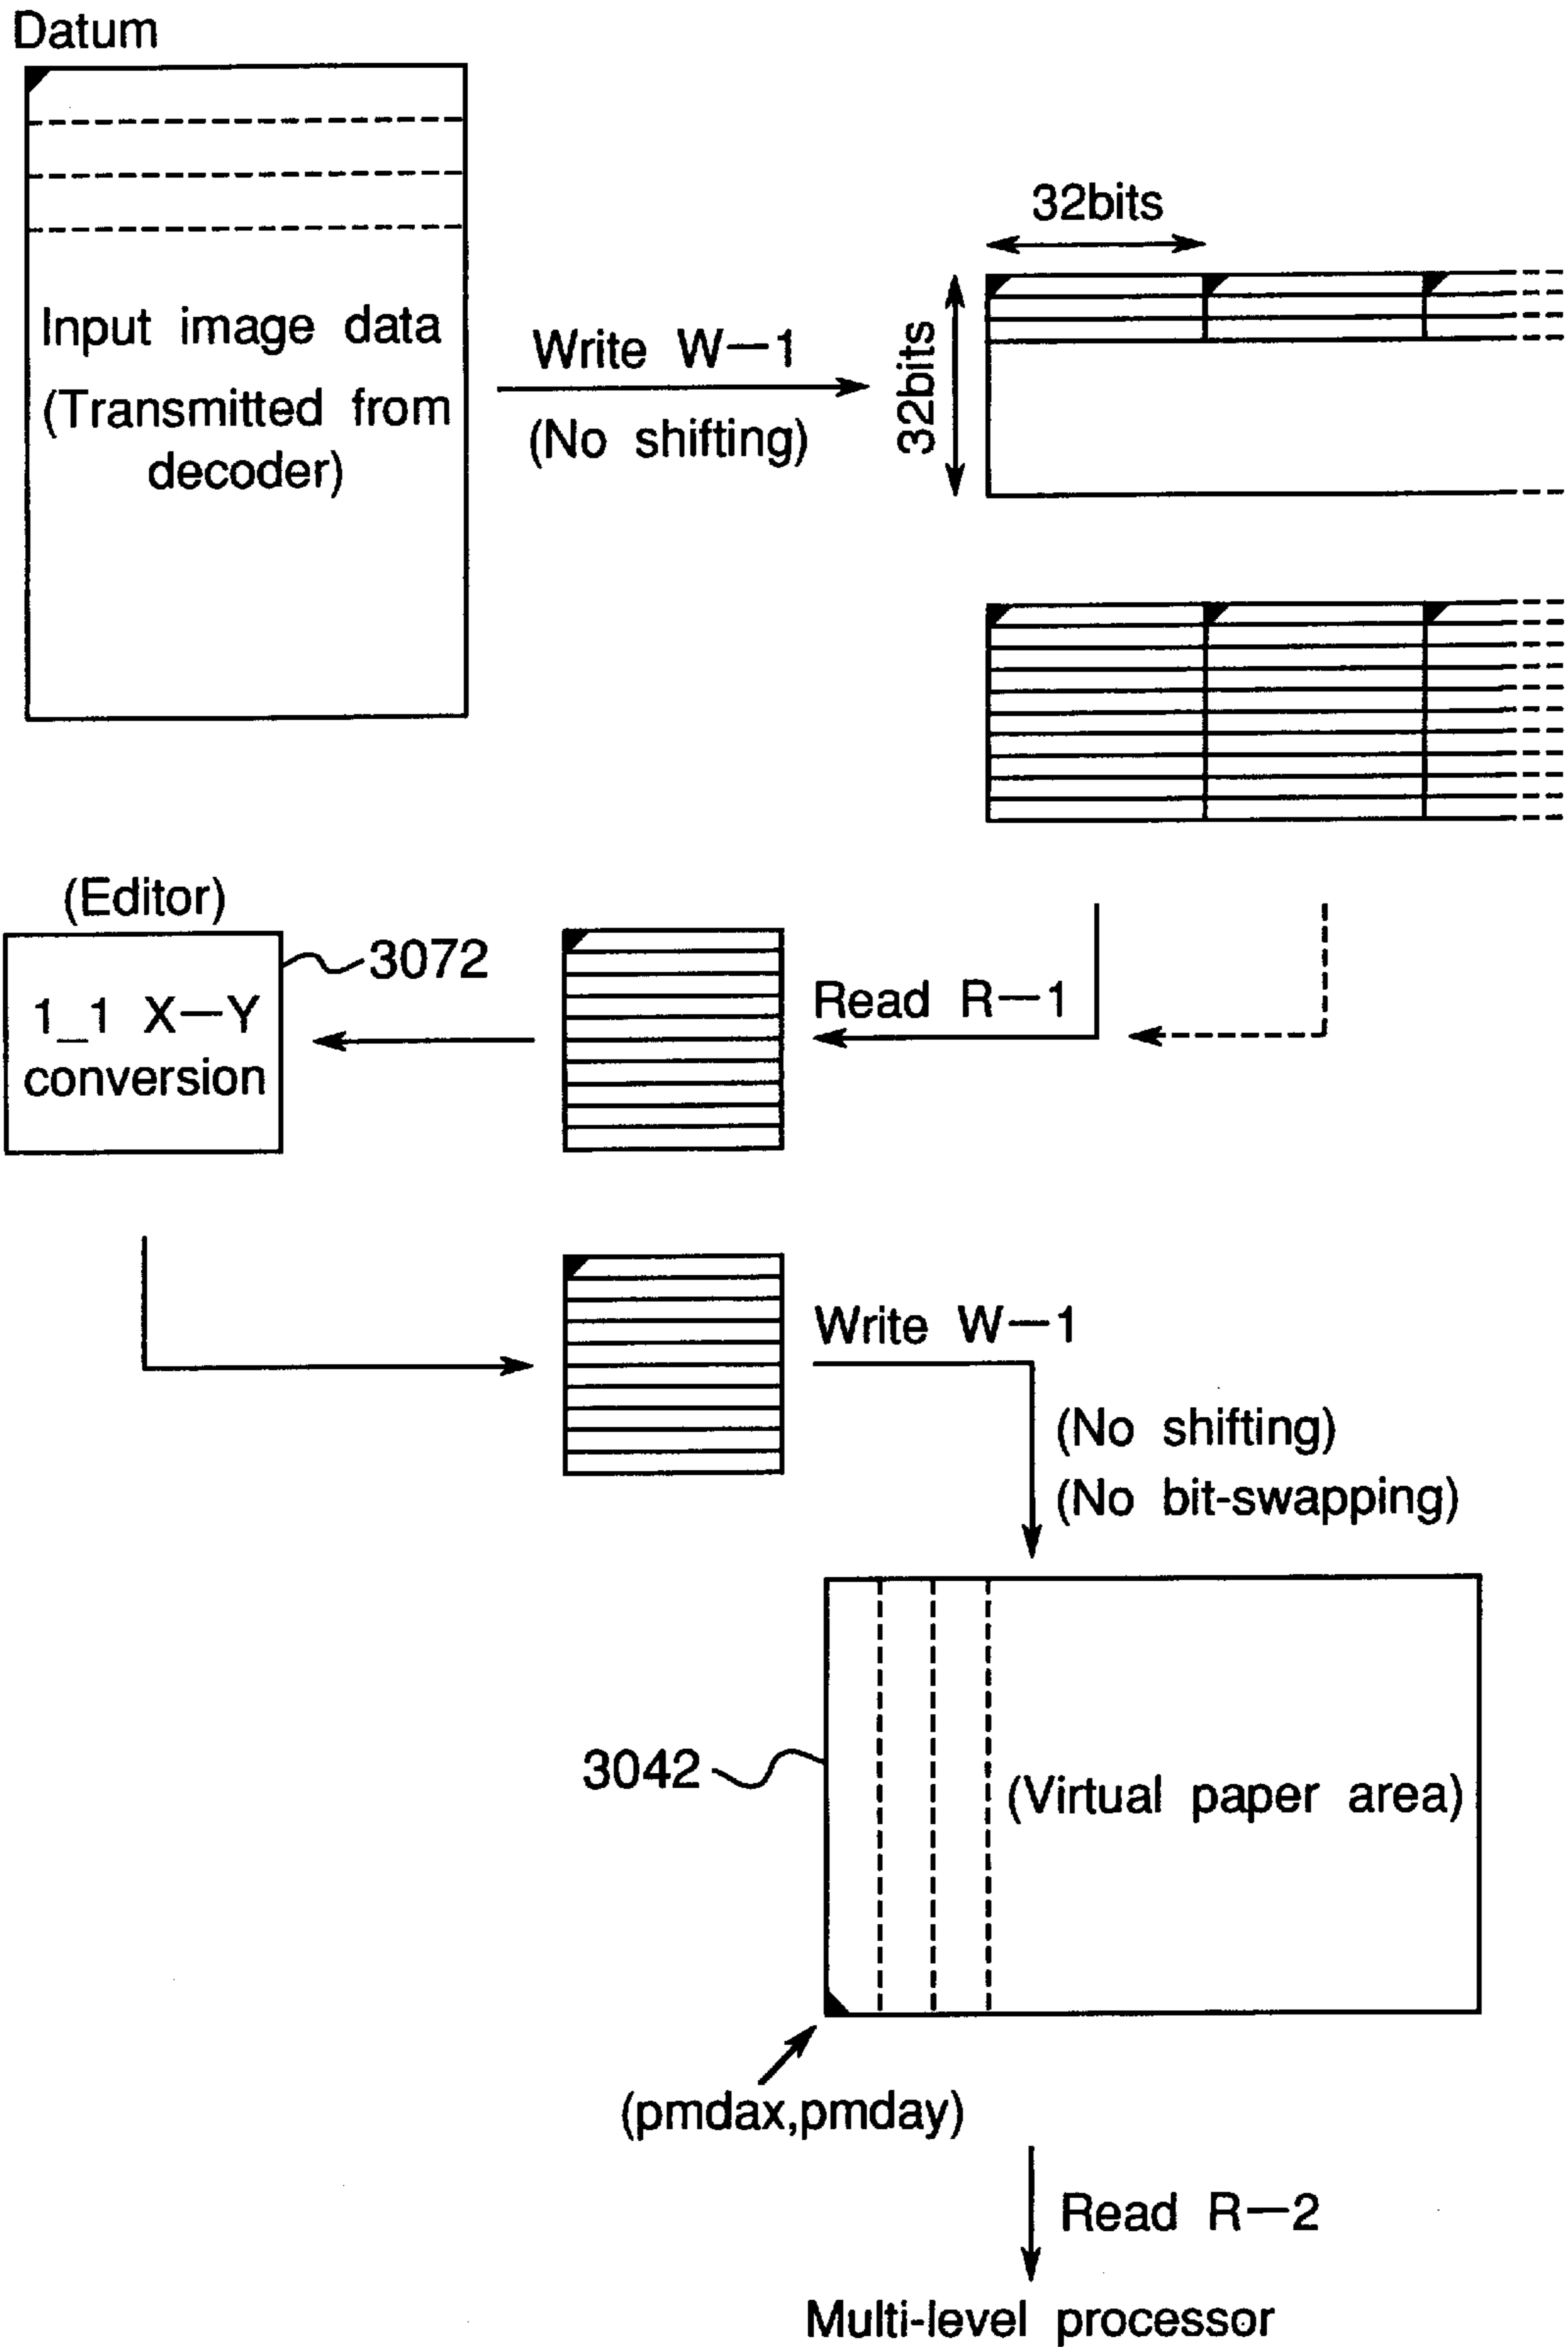 Datum
Input image data
(Transmitted from
decoder)
Write W—1
(No shifting)
32bits
32bits
(Editor)
3072
1_1 X—Y
conversion
Read R—1
Write W—1
(No shifting)
(No bit-swapping)
3042
(Virtual paper area)
(pmdax,pmday)
Read R—2
Multi-level processor